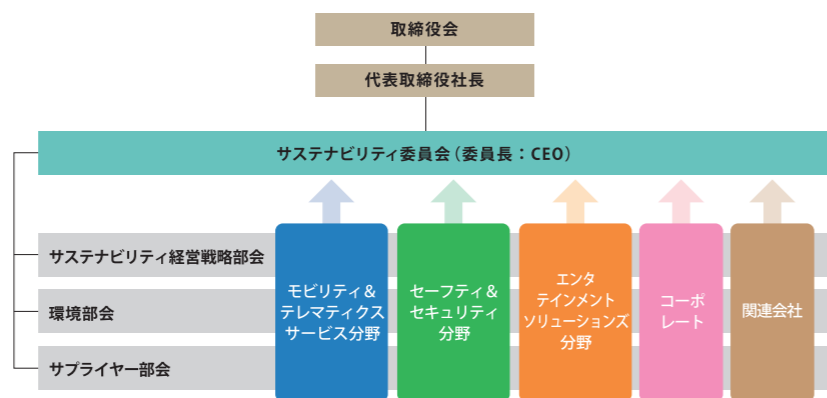 取締役会
代表取締役社長
サステナビリティ委員会（委員長：CEO）
サステナビリティ経営戦略部会
環境部会
サプライヤー部会
モビリティ＆
テレマティクス
サービス分野
セーフティ＆
セキュリティ
分野
エンタ
テインメント
ソリューションズ
分野
コーポ
レート
関連会社